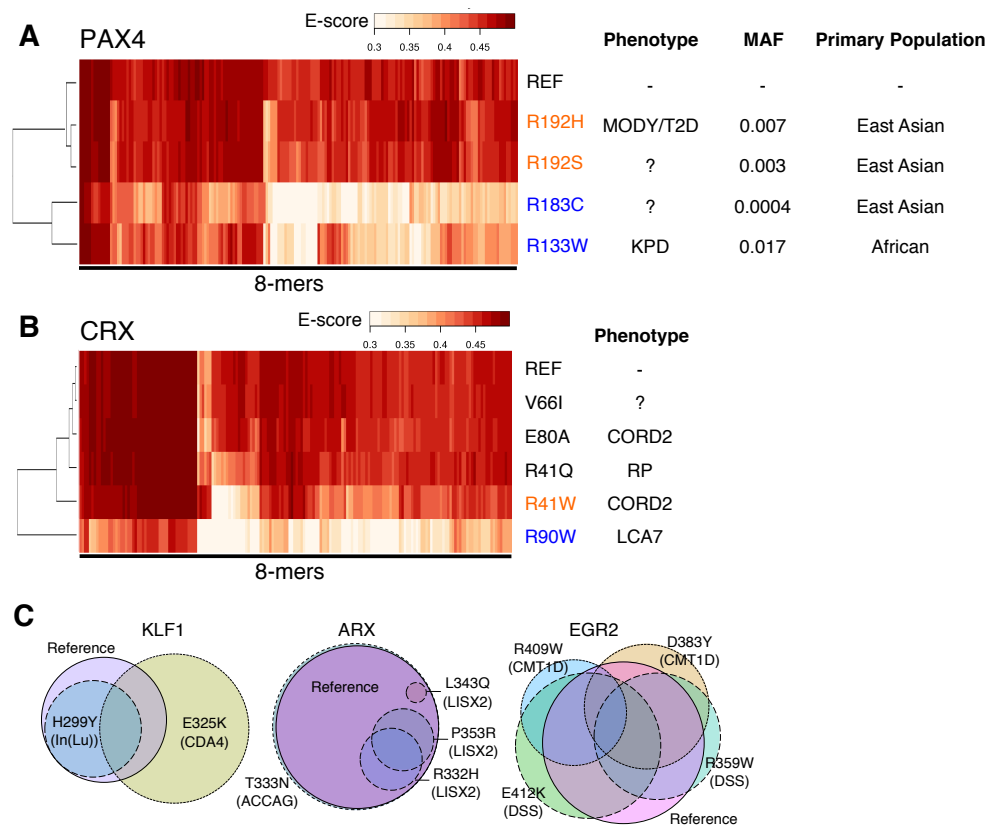 A
PAX4
E-score
0.3 0.35 0.4 0.45
Phenotype MAF Primary Population
REF - - -
R192H MODY/T2D 0.007 East Asian
R192S ? 0.003 East Asian
R183C ? 0.0004 East Asian
R133W KPD 0.017 African
8-mers
B
CRX
E-score
0.3 0.35 0.4 0.45
Phenotype
REF -
V66I ?
E80A CORD2
R41Q RP
R41W CORD2
R90W LCA7
8-mers
C
KLF1
Reference
H299Y
(In(Lu))
E325K
(CDA4)
ARX
Reference
L343Q
(LISX2)
P353R
(LISX2)
R332H
(LISX2)
T333N
(ACCAG)
EGR2
R409W
(CMT1D)
D383Y
(CMT1D)
R359W
(DSS)
E412K
(DSS)
Reference